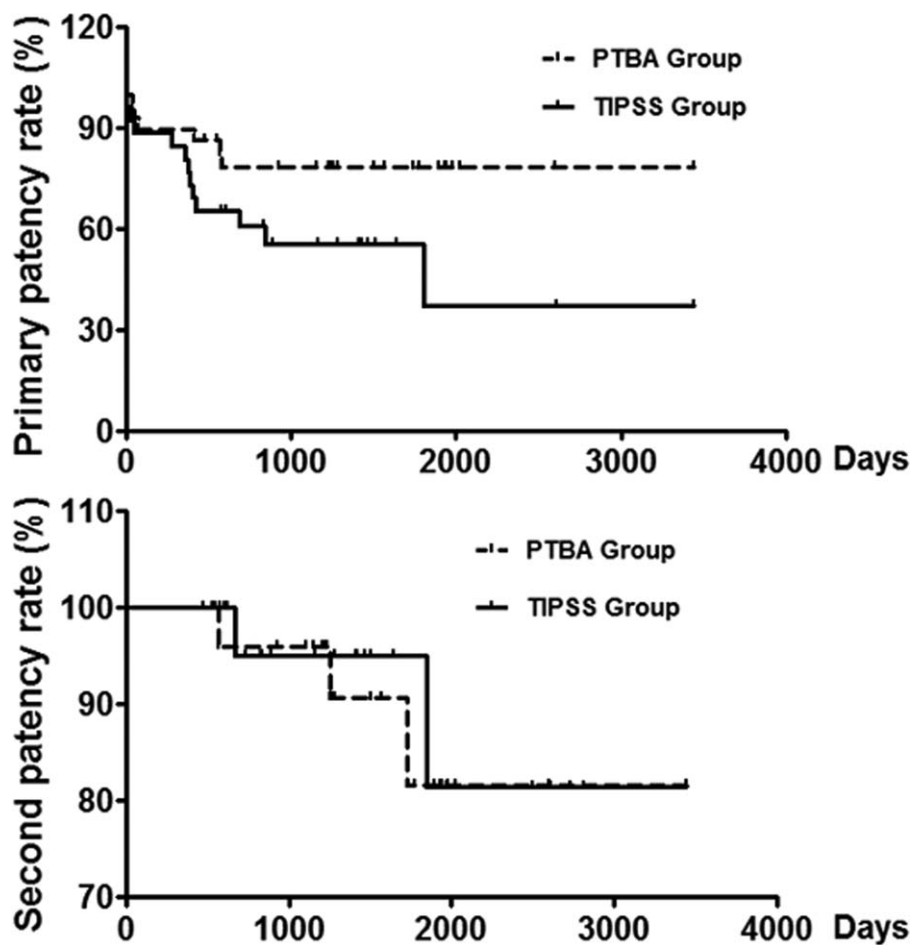 Primary patency rate (%)
120
90
60
30
0
PTBA Group
TIPSS Group
0 1000 2000 3000 4000 Days
Second patency rate (%)
110
100
90
80
70
PTBA Group
TIPSS Group
0 1000 2000 3000 4000 Days